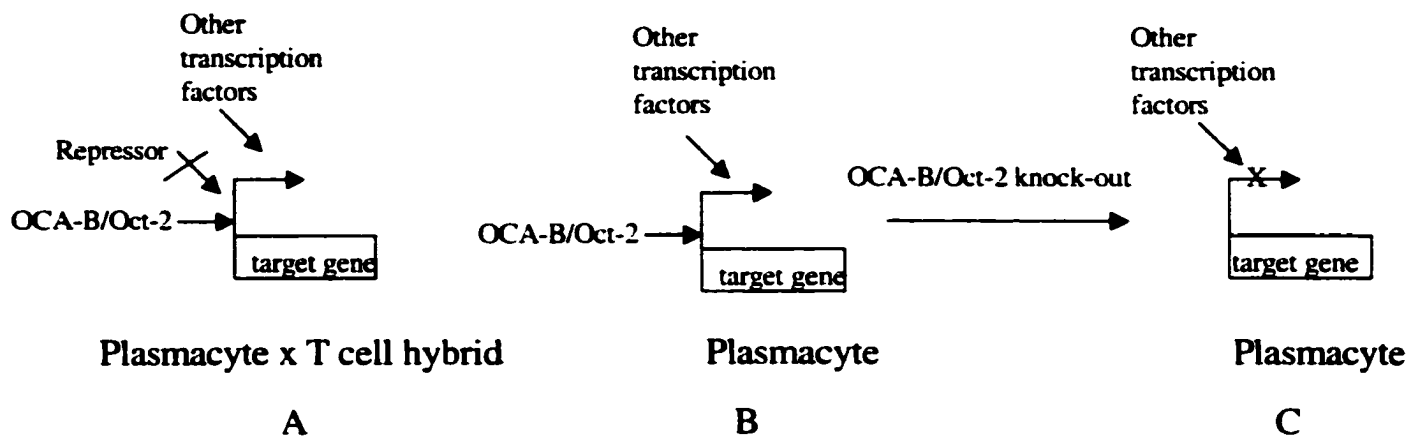 Other
transcription
factors
Repressor
OCA-B/Oct-2
target gene
Plasmacyte x T cell hybrid
A
Other
transcription
factors
OCA-B/Oct-2
target gene
Plasmacyte
B
OCA-B/Oct-2 knock-out
Other
transcription
factors
X
target gene
Plasmacyte
C